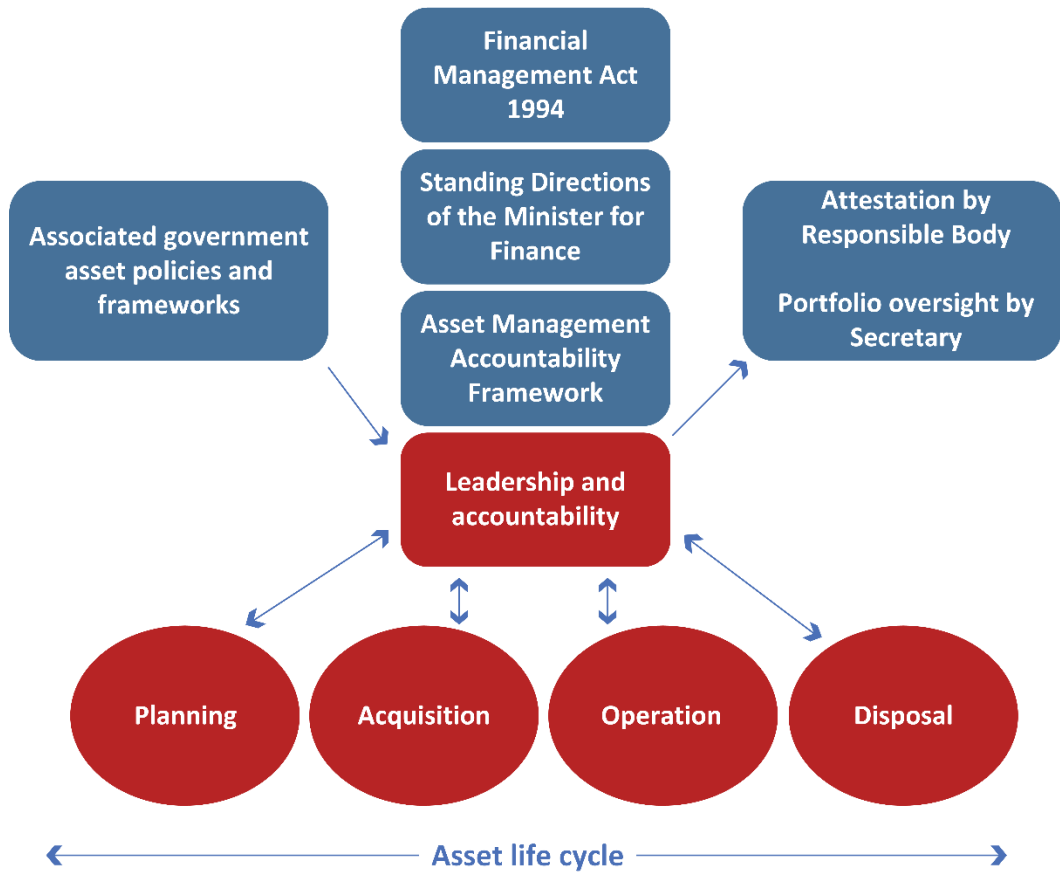 Financial
Management Act
1994
Standing Directions
of the Minister for
Finance
Associated government
asset policies and
frameworks
Attestation by
Responsible Body
Portfolio oversight by
Secretary
Asset Management
Accountability
Framework
Leadership and
accountability
Planning
Acquisition
Operation
Disposal
Asset life cycle